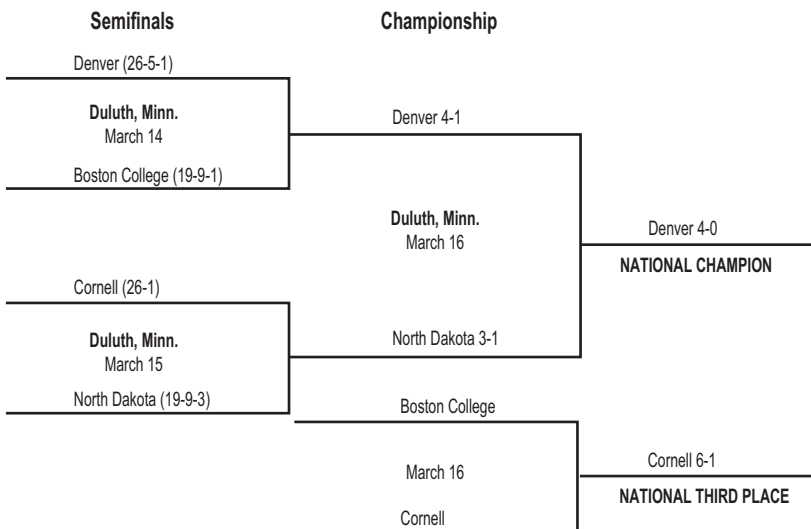 Semifinals
Championship
Denver (26-5-1)
Duluth, Minn.
March 14
Boston College (19-9-1)
Denver 4-1
Duluth, Minn.
March 16
Denver 4-0
NATIONAL CHAMPION
Cornell (26-1)
Duluth, Minn.
March 15
North Dakota (19-9-3)
North Dakota 3-1
Boston College
March 16
Cornell
Cornell 6-1
NATIONAL THIRD PLACE